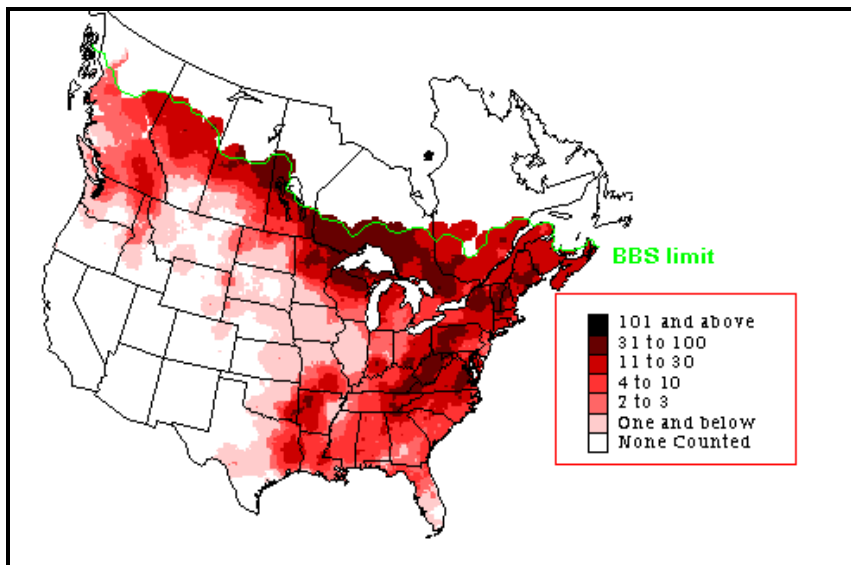 BBS limit
101 and above
31 to 100
11 to 30
4 to 10
2 to 3
One and below
None Counted